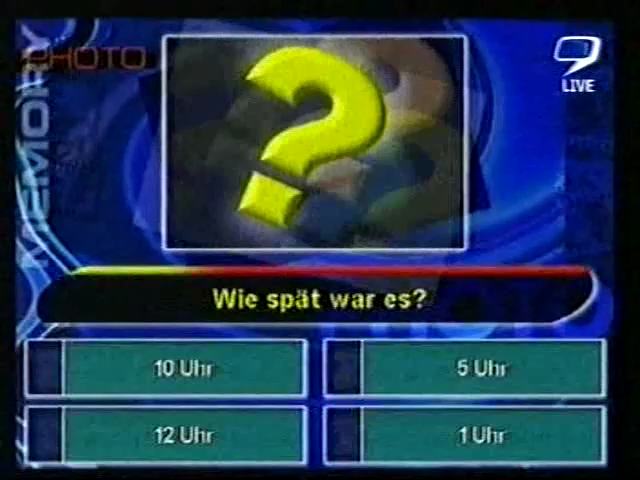 PHOTO
MEMORY
9
LIVE
Wie spät war es?
10 Uhr
5 Uhr
12 Uhr
1 Uhr